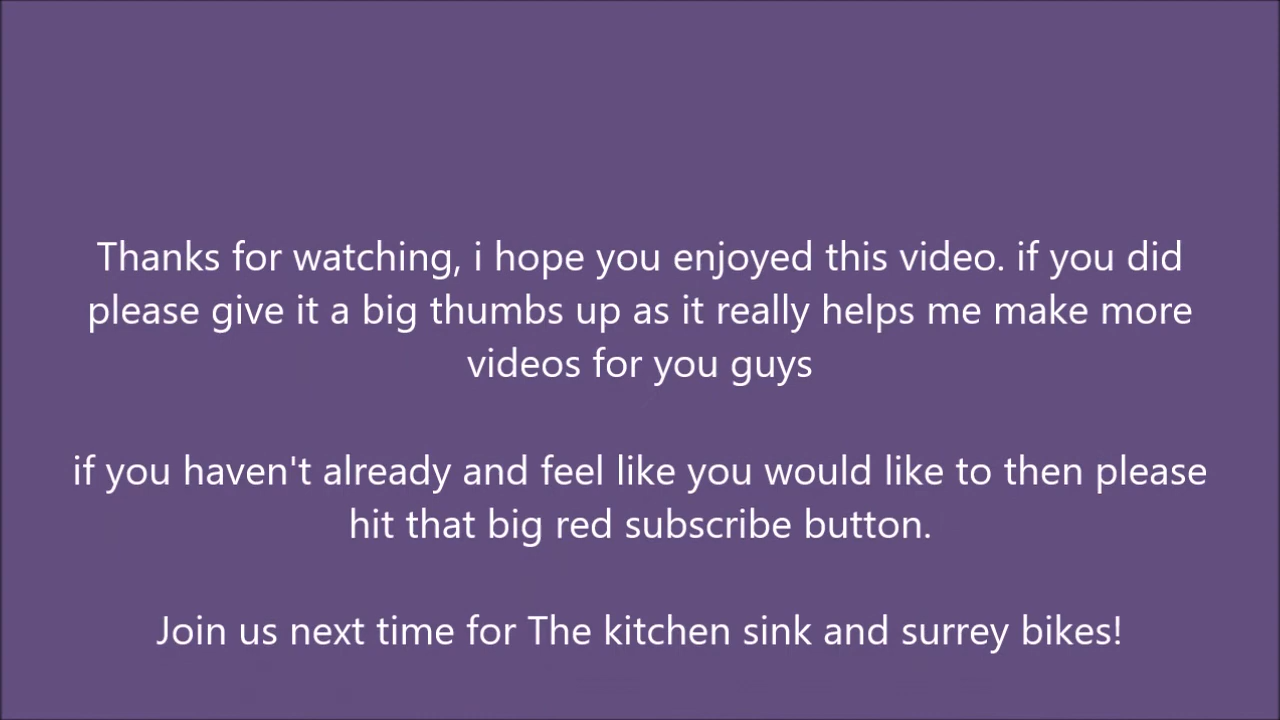 Thanks for watching, i hope you enjoyed this video. if you did
please give it a big thumbs up as it really helps me make more
videos for you guys
if you haven't already and feel like you would like to then please
hit that big red subscribe button.
Join us next time for The kitchen sink and surrey bikes!